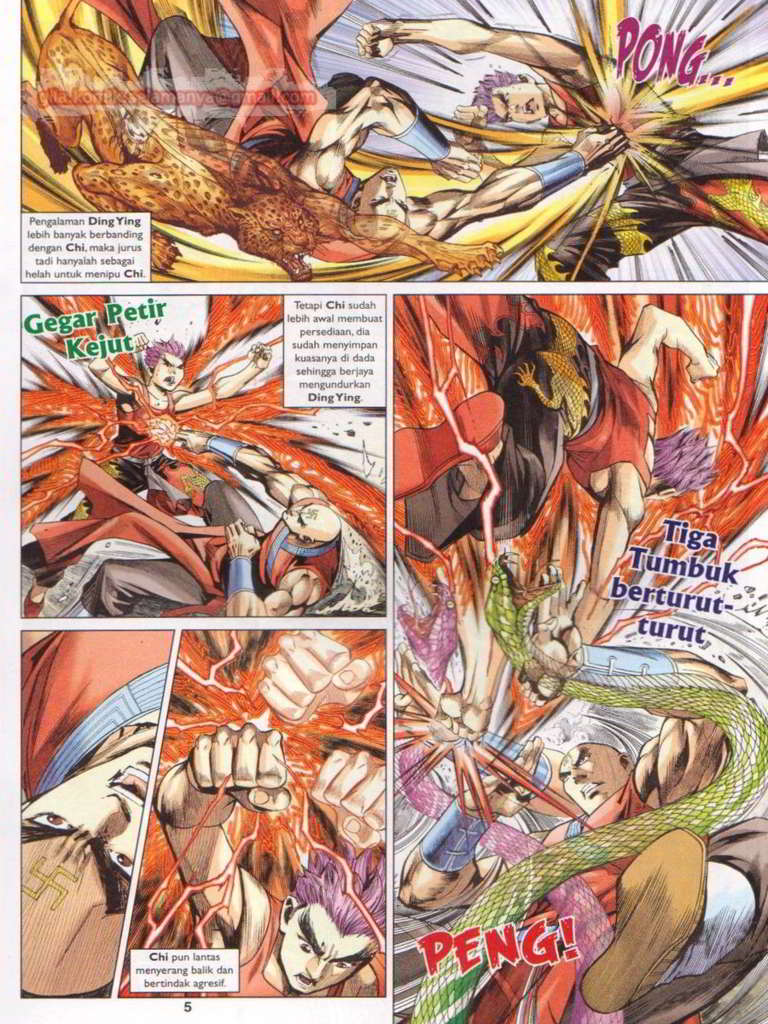 PONG...
Pengalaman Ding Ying
lebih banyak berbanding
dengan Chi, maka jurus
tadi hanyalah sebagai
helah untuk menipu Chi.
Gegar Petir
Kejut
Tetapi Chi sudah
lebih awal membuat
persediaan, dia
sudah menyimpan
kuasanya di dada
sehingga berjaya
mengundurkan
Ding Ying.
Tiga
Tumbuk
berturut-
turut
PENG!
Chi pun lantas
menyerang balik dan
bertindak agresif.
5